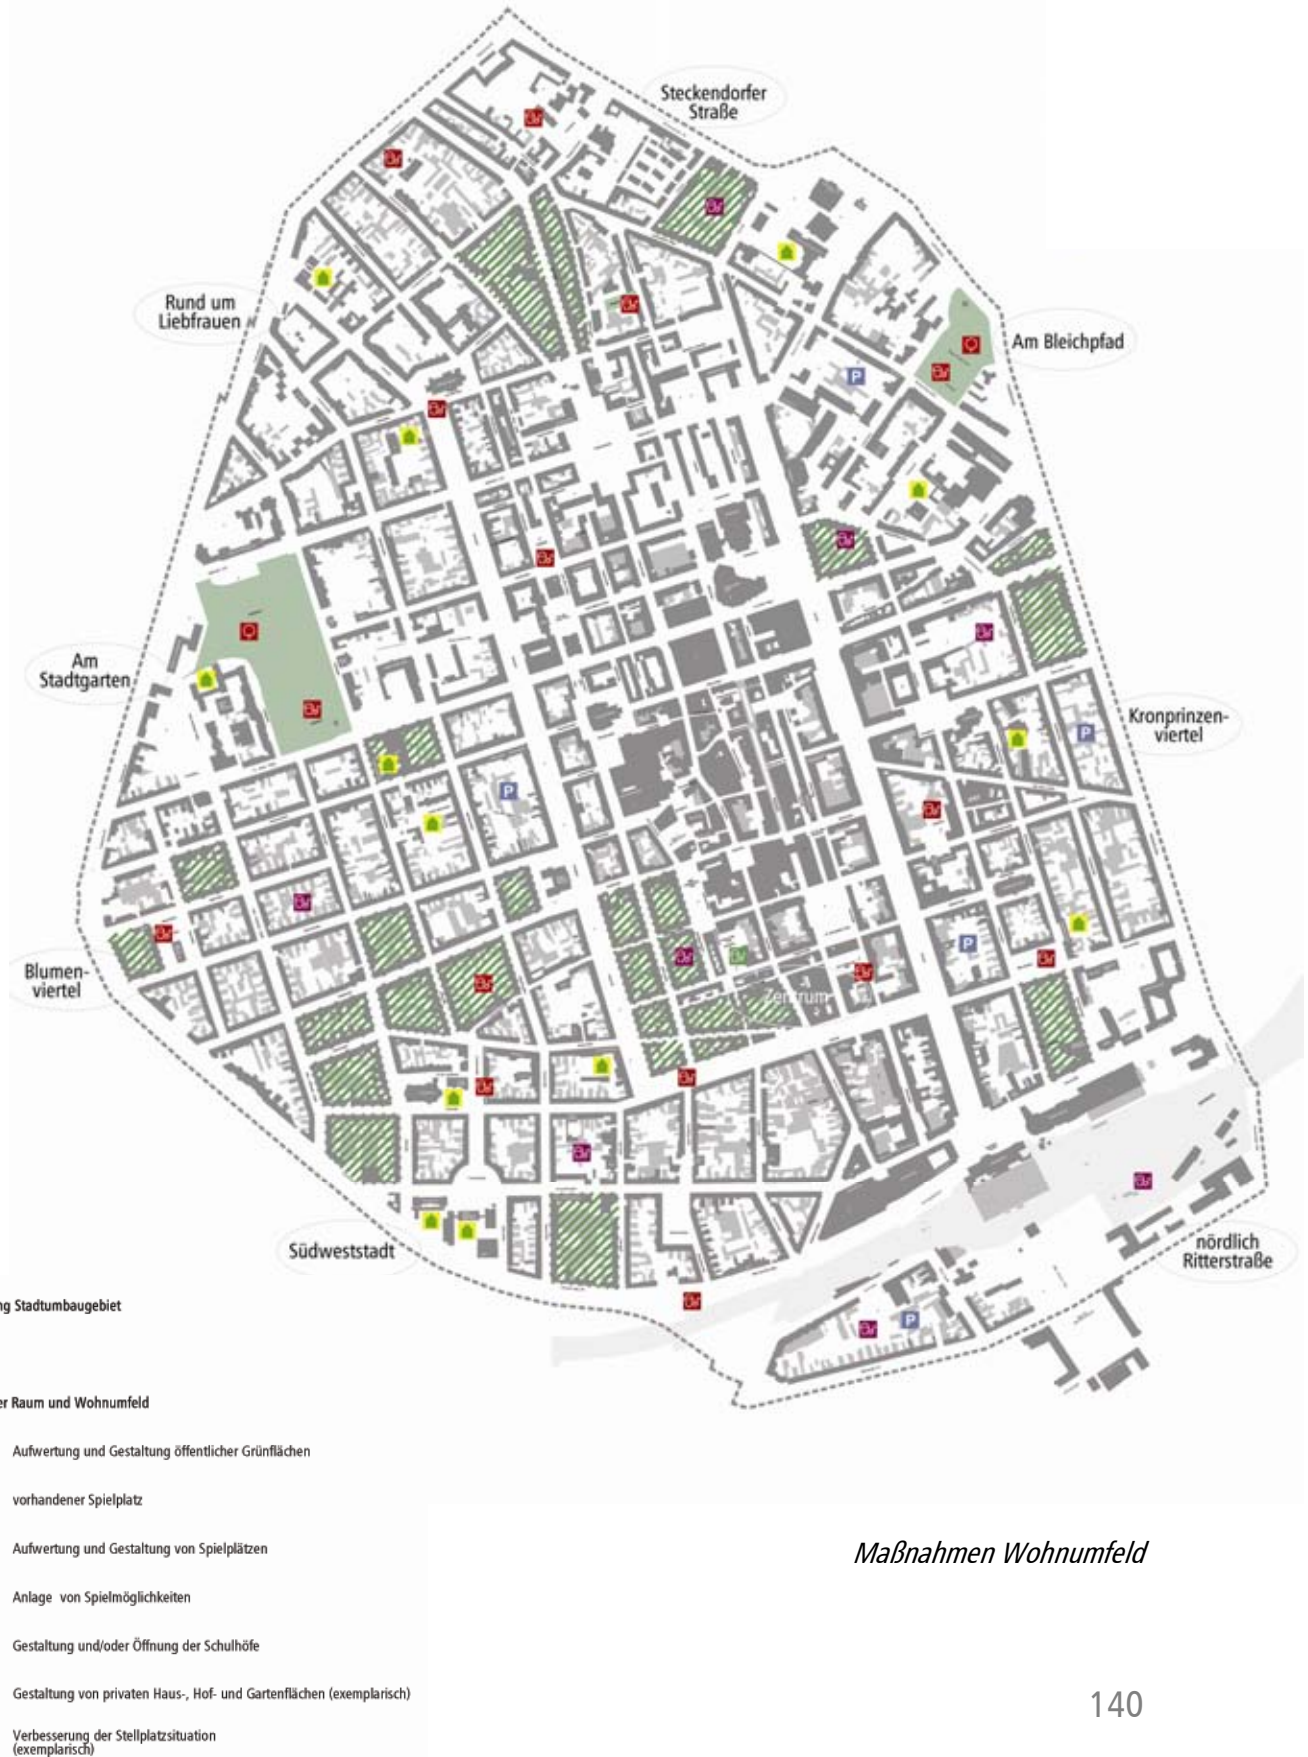 Steckendorfer
Straße
Rund um
Liebfrauen
Am Bleichpfad
Am
Stadtgarten
Kronprinzen-
viertel
Blumen-
viertel
Zentrum
Südweststadt
nördlich
Ritterstraße
P
P
P
P
P
ng Stadtumbaugebiet
er Raum und Wohnumfeld
Aufwertung und Gestaltung öffentlicher Grünflächen
vorhandener Spielplatz
Aufwertung und Gestaltung von Spielplätzen
Anlage von Spielmöglichkeiten
Gestaltung und/oder Öffnung der Schulhöfe
Gestaltung von privaten Haus-, Hof- und Gartenflächen (exemplarisch)
Verbesserung der Stellplatzsituation
(exemplarisch)
Maßnahmen Wohnumfeld
140